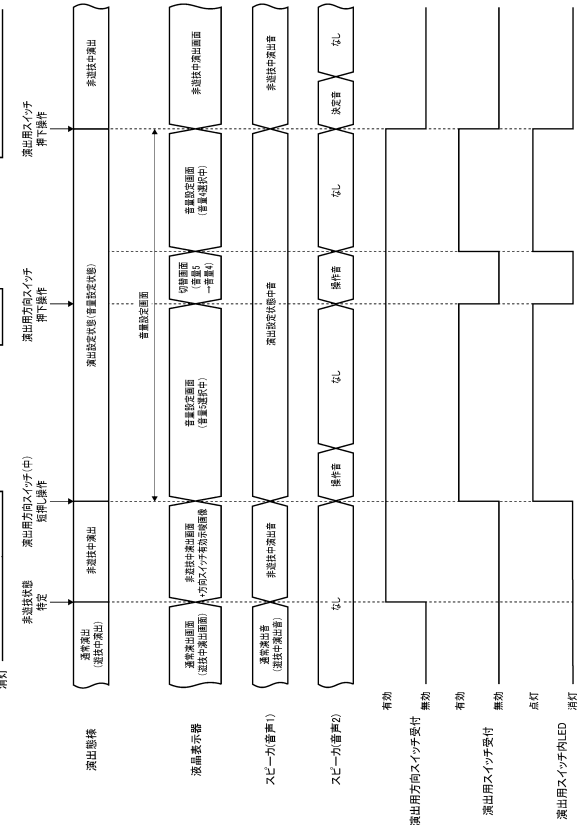 非遊技状態
特定
演出用方向スイッチ(中)
短押し操作
演出用方向スイッチ
押下操作
演出用スイッチ
押下操作
演出態様
通常演出
(遊技中演出)
非遊技中演出
演出設定状態(音量設定状態)
非遊技中演出
音量設定画面
液晶表示器
通常演出画面
(遊技中演出画面)
非遊技中演出画面
+方向スイッチ有効示唆画像
音量設定画面
(音量5選択中)
切替画面
(音量5
→音量4)
音量設定画面
(音量4選択中)
非遊技中演出画面
スピーカ(音声1)
通常演出音
(遊技中演出音)
非遊技中演出音
演出設定状態中音
非遊技中演出音
スピーカ(音声2)
なし
操作音
なし
操作音
なし
決定音
なし
演出用方向スイッチ受付
有効
無効
演出用スイッチ受付
有効
無効
演出用スイッチ内LED
点灯
消灯
消灯